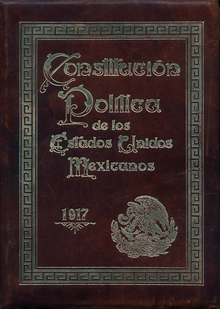 Constitución
Política
de los
Estados Unidos
Mexicanos
1917